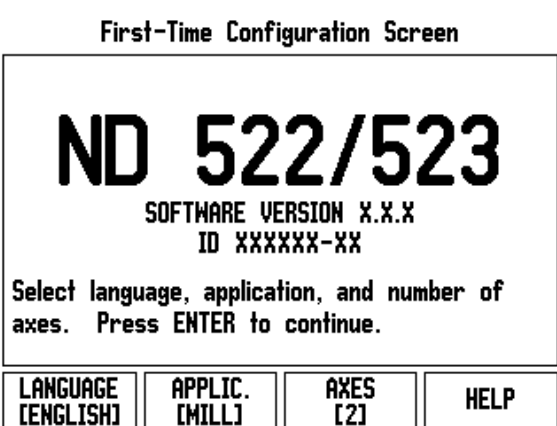 First-Time Configuration Screen
ND 522/523
SOFTWARE VERSION X.X.X
ID XXXXXX-XX
Select language, application, and number of
axes. Press ENTER to continue.
LANGUAGE
[ENGLISH]
APPLIC.
[MILL]
AXES
[2]
HELP